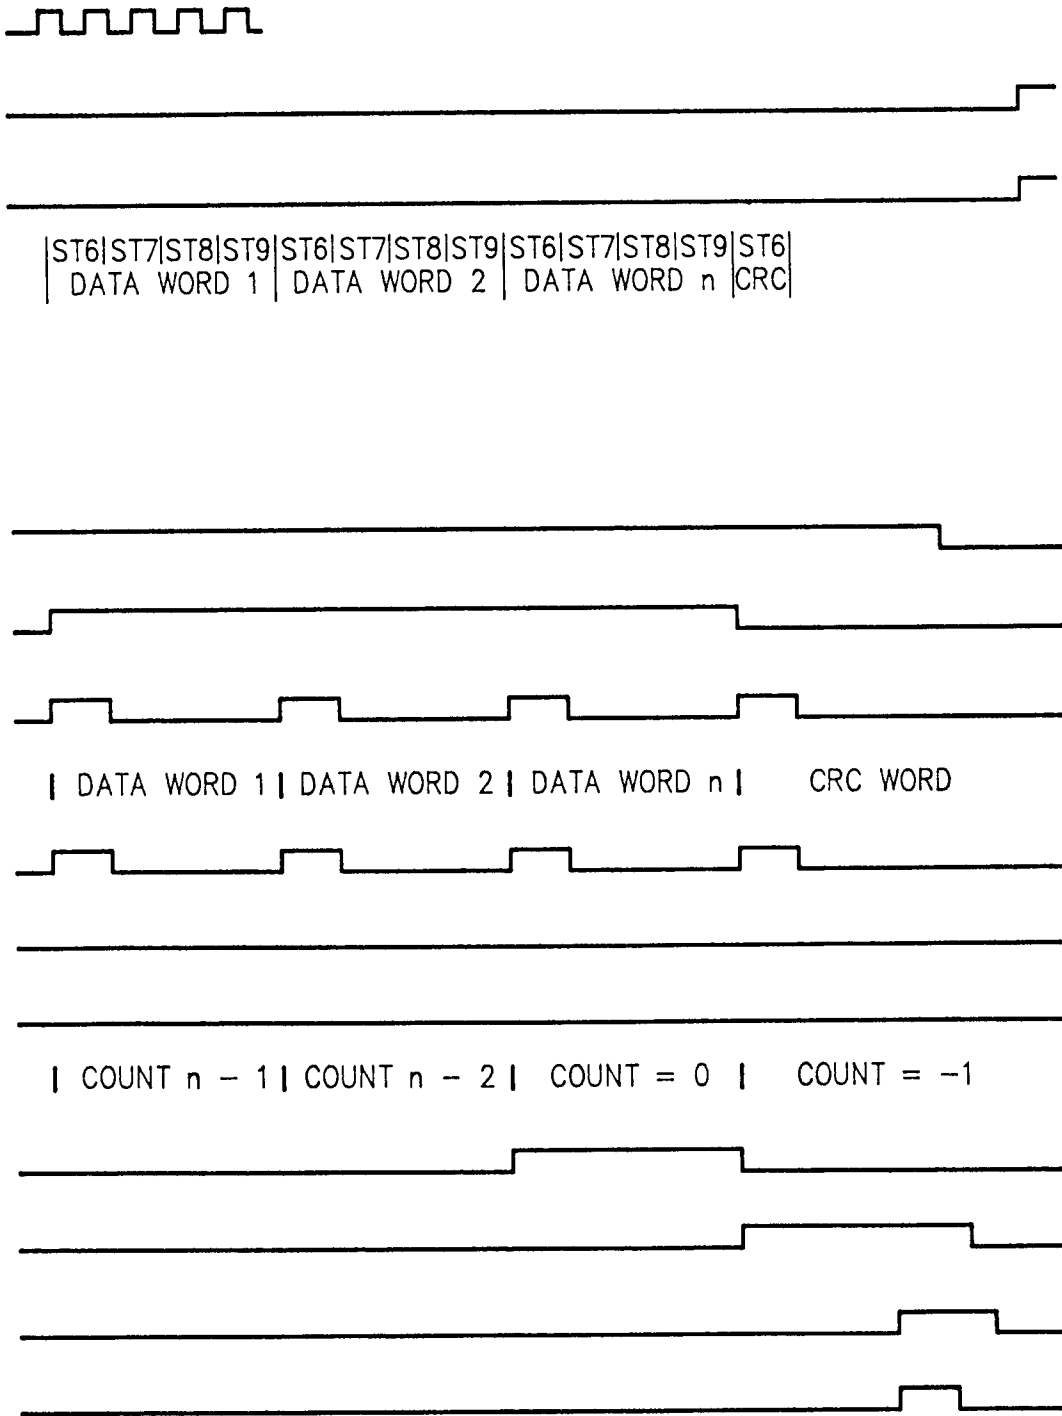 |ST6|ST7|ST8|ST9|ST6|ST7|ST8|ST9|ST6|ST7|ST8|ST9|ST6|
| DATA WORD 1 | DATA WORD 2 | DATA WORD n |CRC|
| DATA WORD 1 | DATA WORD 2 | DATA WORD n | CRC WORD
| COUNT n - 1 | COUNT n - 2 | COUNT = 0 | COUNT = -1